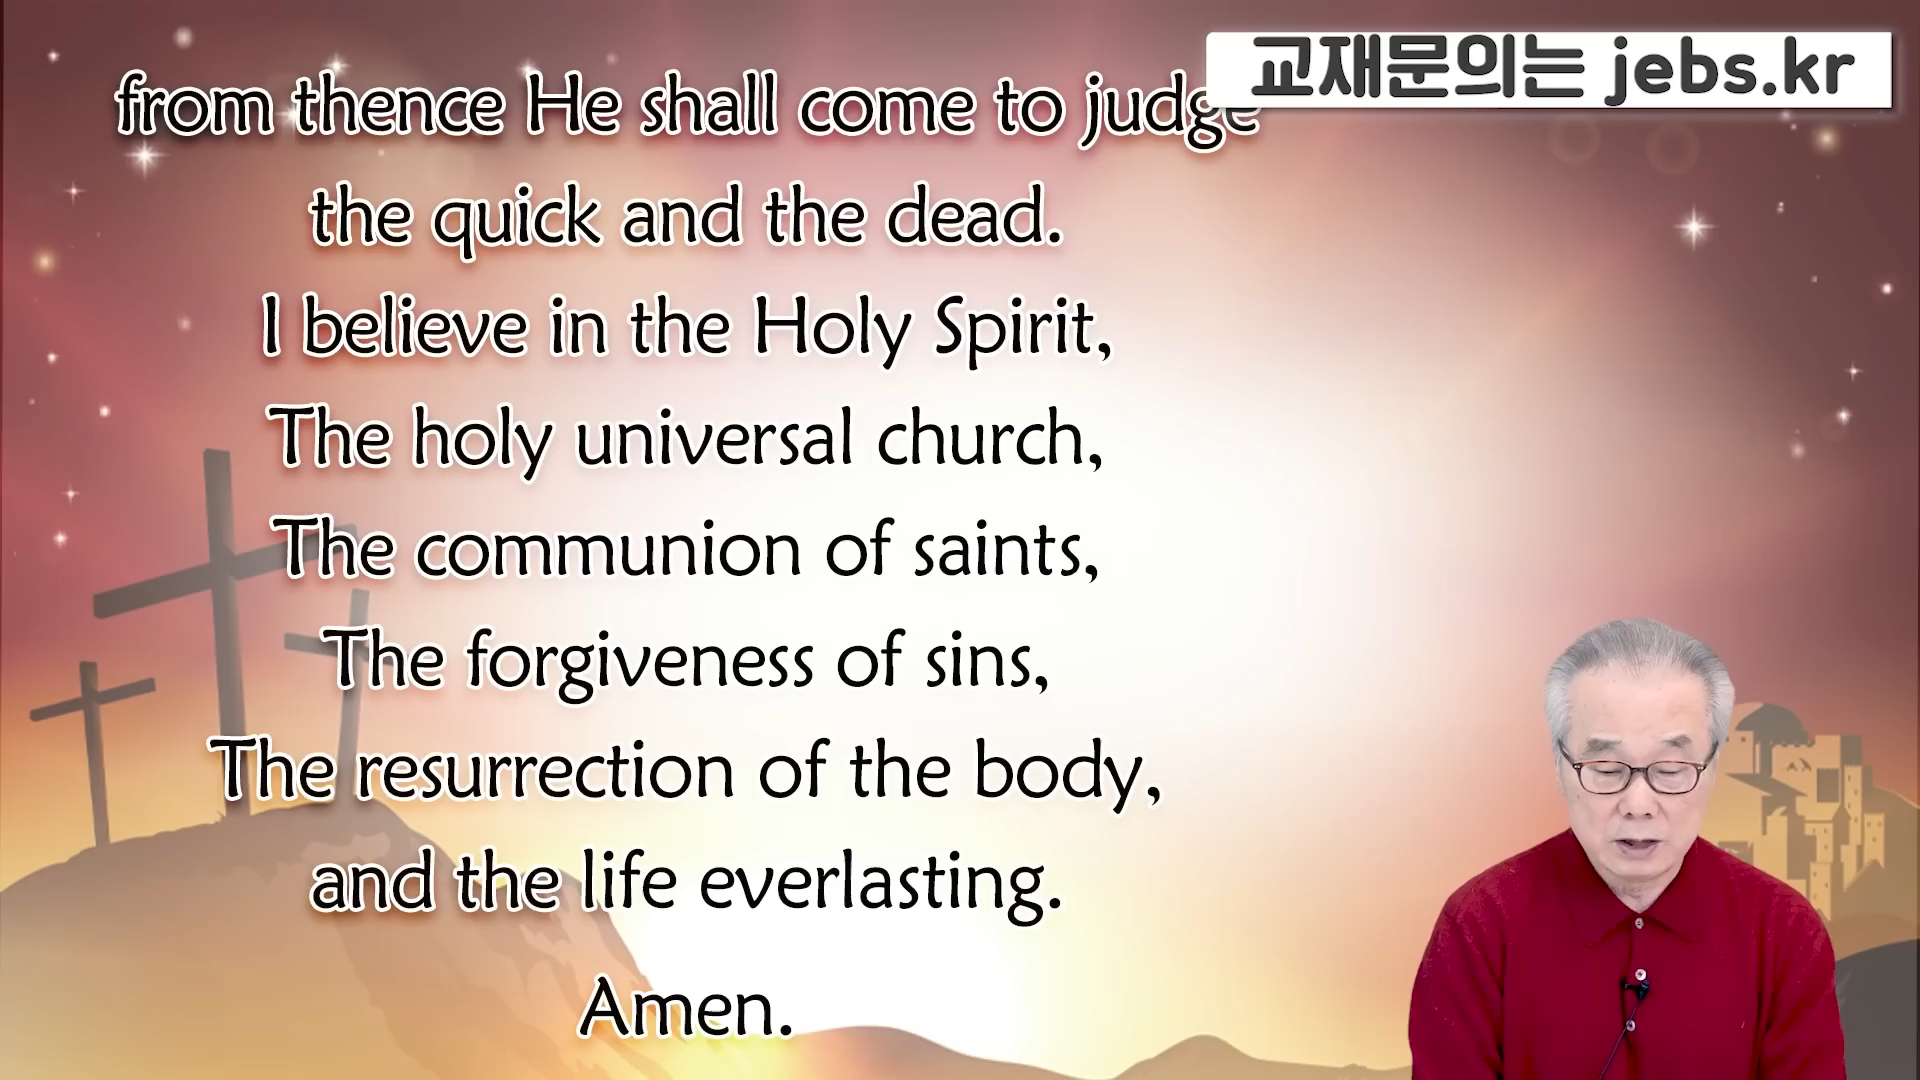 교재문의는 jebs.kr
from thence He shall come to judge
the quick and the dead.
I believe in the Holy Spirit,
The holy universal church,
The communion of saints,
The forgiveness of sins,
The resurrection of the body,
and the life everlasting.
Amen.